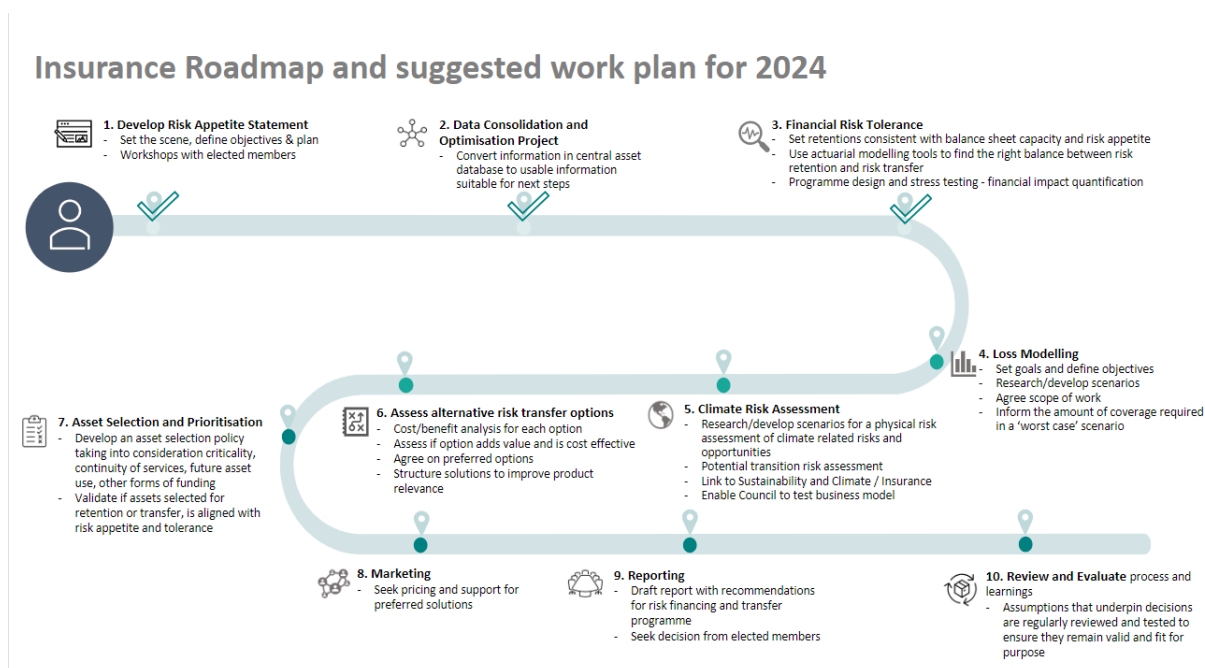 Insurance Roadmap and suggested work plan for 2024
1. Develop Risk Appetite Statement
- Set the scene, define objectives & plan
- Workshops with elected members
2. Data Consolidation and
Optimisation Project
- Convert information in central asset
database to usable information
suitable for next steps
3. Financial Risk Tolerance
- Set retentions consistent with balance sheet capacity and risk appetite
- Use actuarial modelling tools to find the right balance between risk
retention and risk transfer
- Programme design and stress testing - financial impact quantification
4. Loss Modelling
- Set goals and define objectives
- Research/develop scenarios
- Agree scope of work
- Inform the amount of coverage required
in a ‘worst case’ scenario
5. Climate Risk Assessment
- Research/develop scenarios for a physical risk
assessment of climate related risks and
opportunities
- Potential transition risk assessment
- Link to Sustainability and Climate / Insurance
- Enable Council to test business model
6. Assess alternative risk transfer options
- Cost/benefit analysis for each option
- Assess if option adds value and is cost effective
- Agree on preferred options
- Structure solutions to improve product
relevance
7. Asset Selection and Prioritisation
- Develop an asset selection policy
taking into consideration criticality,
continuity of services, future asset
use, other forms of funding
- Validate if assets selected for
retention or transfer, is aligned with
risk appetite and tolerance
8. Marketing
- Seek pricing and support for
preferred solutions
9. Reporting
- Draft report with recommendations
for risk financing and transfer
programme
- Seek decision from elected members
10. Review and Evaluate process and
learnings
- Assumptions that underpin decisions
are regularly reviewed and tested to
ensure they remain valid and fit for
purpose